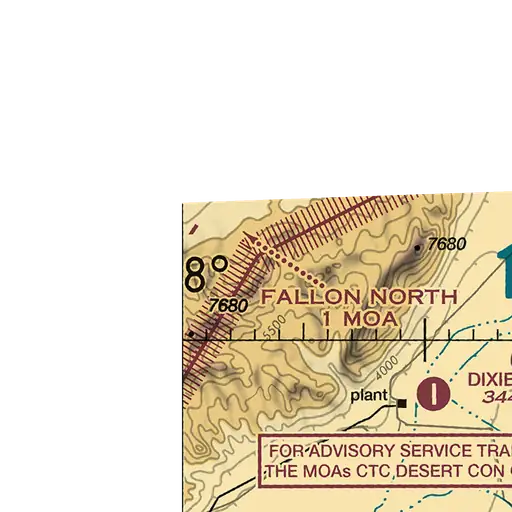 7680
8°
7680
FALLON NORTH
1 MOA
5500
4000
plant
DIXIE
344
FOR ADVISORY SERVICE TRA
THE MOAs CTC DESERT CON